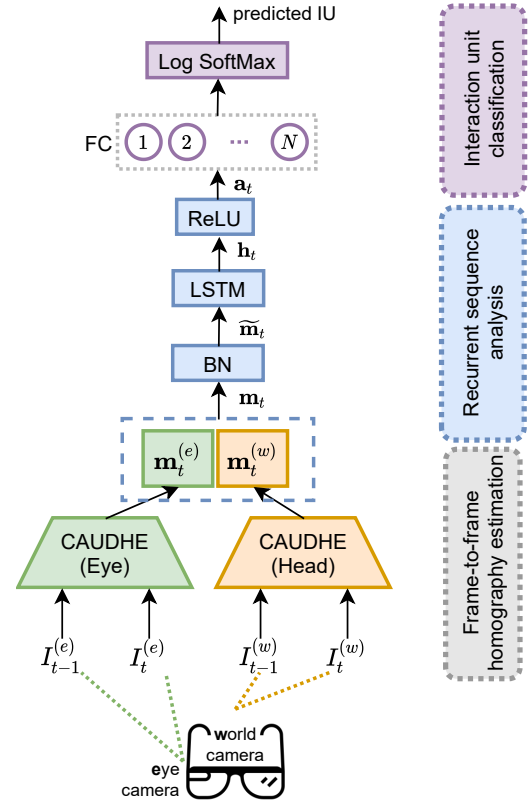 predicted IU
Log SoftMax
FC
1 2 ... N
a_t
ReLU
h_t
LSTM
\widetilde{m}_t
BN
m_t
m_t^{(e)} m_t^{(w)}
CAUDHE
(Eye)
CAUDHE
(Head)
I_{t-1}^{(e)} I_t^{(e)} I_{t-1}^{(w)} I_t^{(w)}
world
camera
eye
camera
Interaction unit
classification
Recurrent sequence
analysis
Frame-to-frame
homography estimation